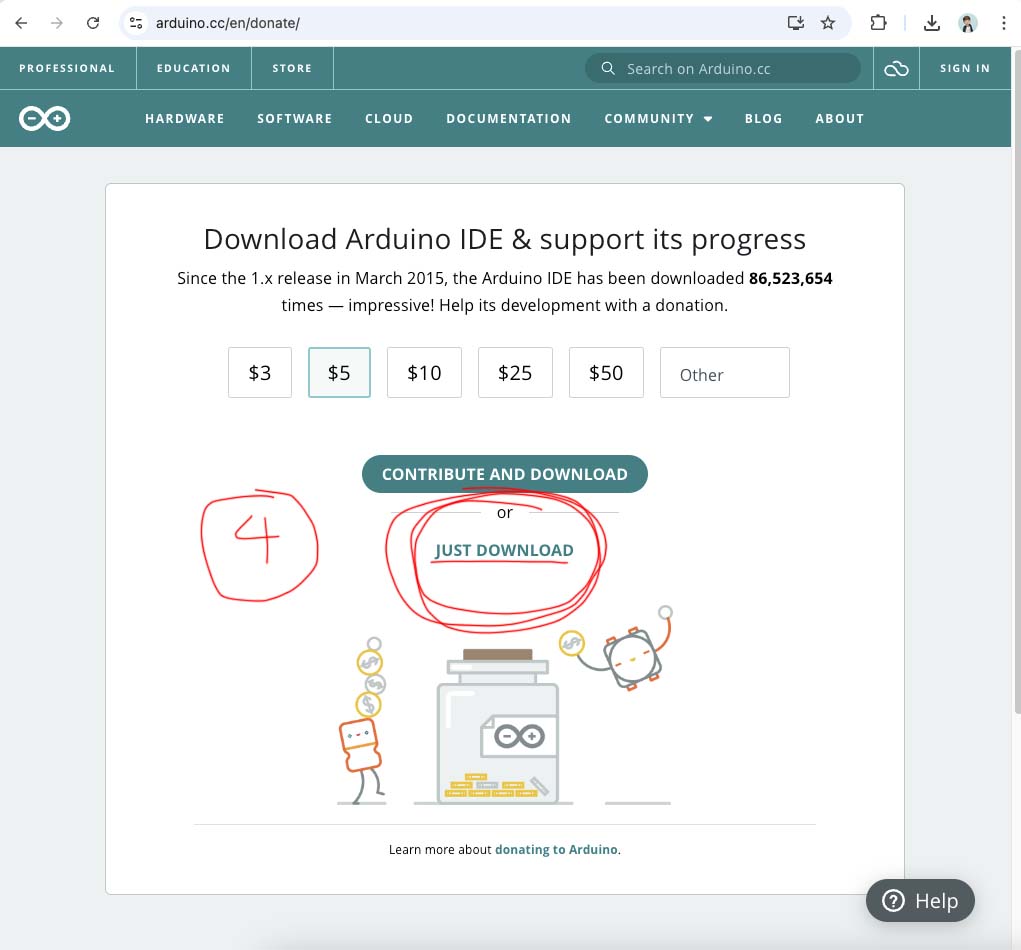 arduino.cc/en/donate/
PROFESSIONAL EDUCATION STORE Search on Arduino.cc SIGN IN
HARDWARE SOFTWARE CLOUD DOCUMENTATION COMMUNITY BLOG ABOUT
Download Arduino IDE & support its progress
Since the 1.x release in March 2015, the Arduino IDE has been downloaded 86,523,654
times — impressive! Help its development with a donation.
$3 $5 $10 $25 $50 Other
CONTRIBUTE AND DOWNLOAD
or
4
JUST DOWNLOAD
Learn more about donating to Arduino.
Help